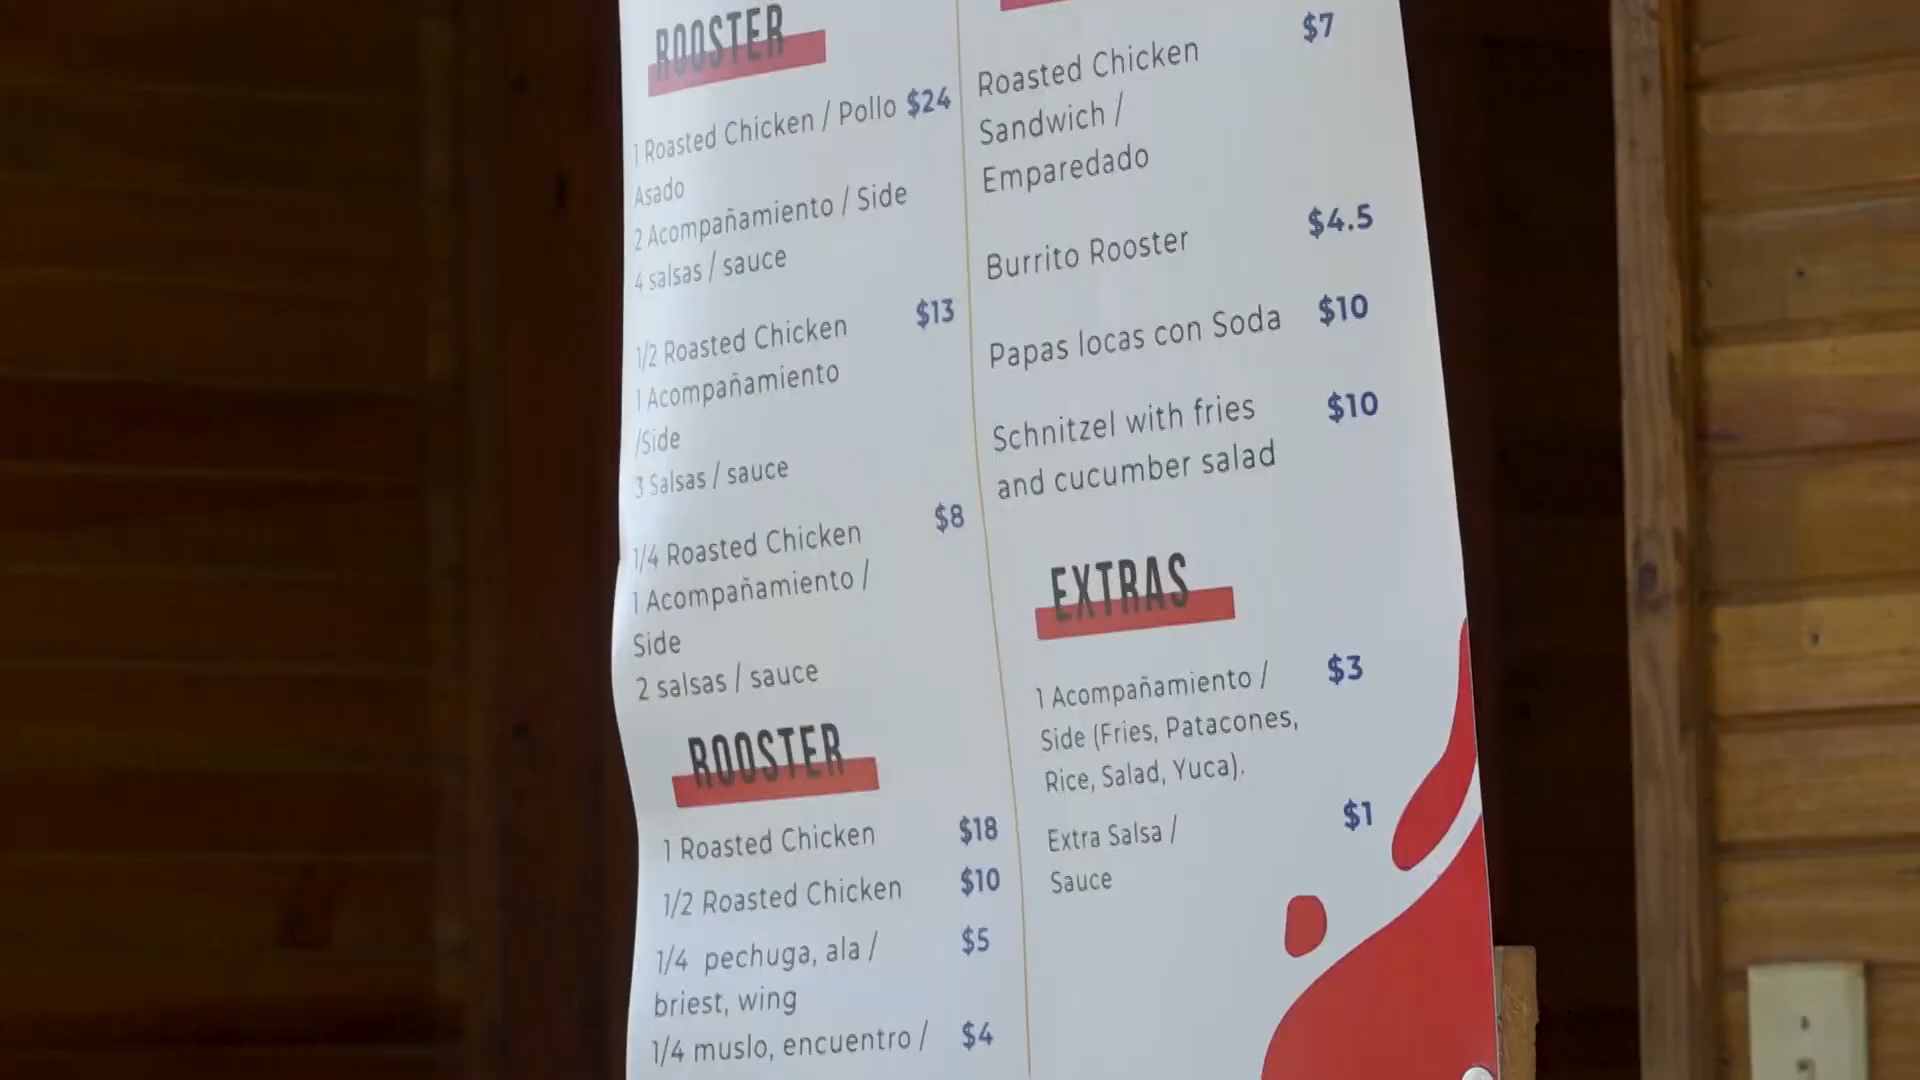 ROOSTER
1 Roasted Chicken / Pollo $24
Asado
2 Acompañamiento / Side
4 salsas / sauce
1/2 Roasted Chicken $13
1 Acompañamiento
/Side
3 Salsas / sauce
1/4 Roasted Chicken $8
1 Acompañamiento /
Side
2 salsas / sauce
ROOSTER
1 Roasted Chicken $18
1/2 Roasted Chicken $10
1/4 pechuga, ala / $5
briest, wing
1/4 muslo, encuentro / $4
Roasted Chicken $7
Sandwich /
Emparedado
Burrito Rooster $4.5
Papas locas con Soda $10
Schnitzel with fries $10
and cucumber salad
EXTRAS
1 Acompañamiento / $3
Side (Fries, Patacones,
Rice, Salad, Yuca).
Extra Salsa / $1
Sauce